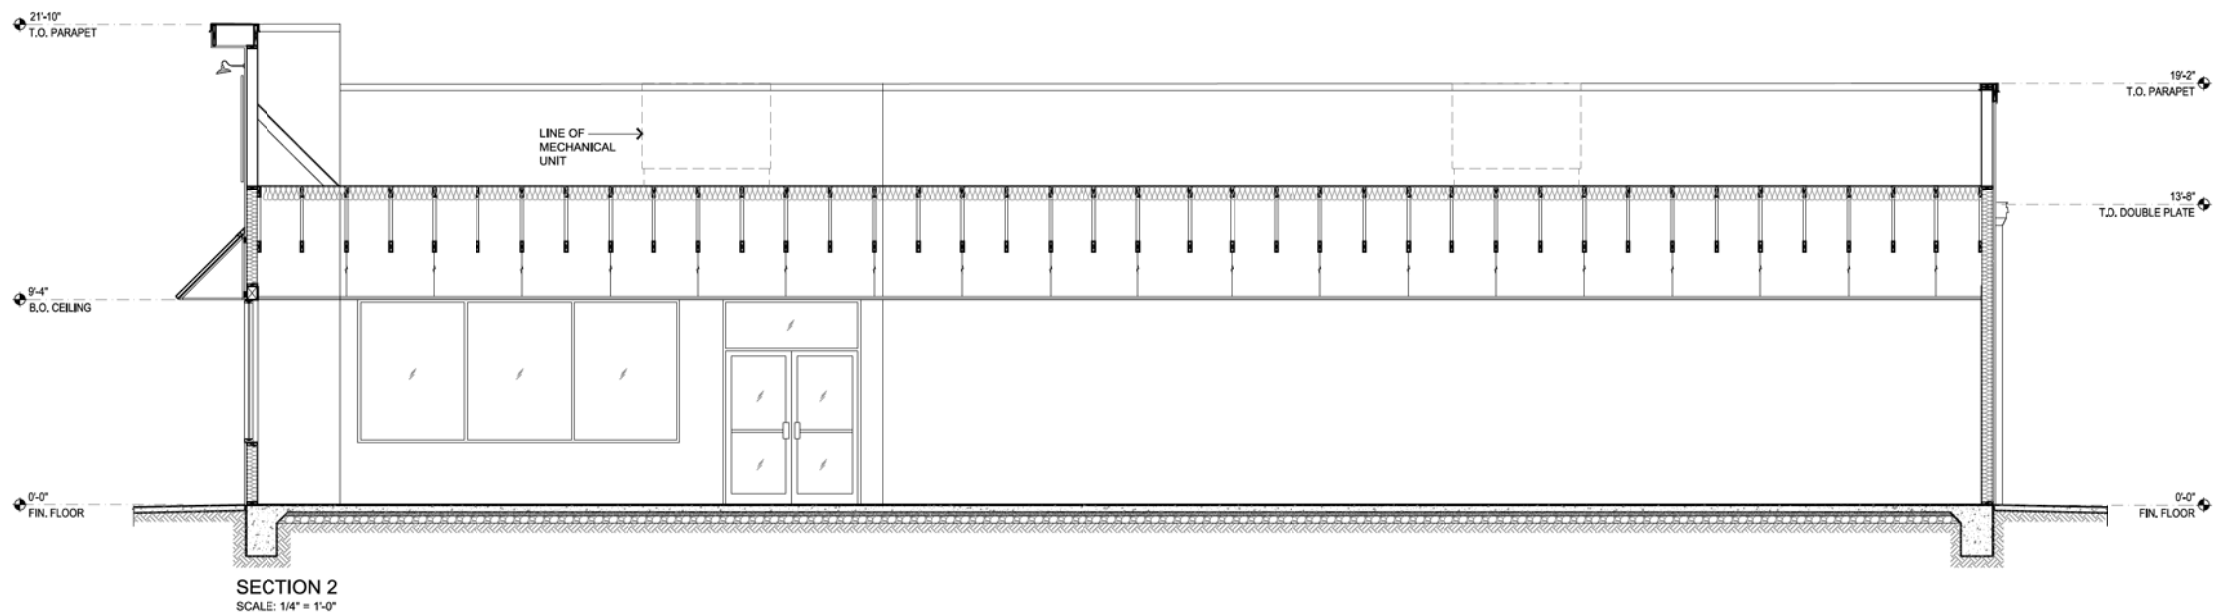 21'-10"
T.O. PARAPET
19'-2"
T.O. PARAPET
LINE OF
MECHANICAL
UNIT
13'-8"
T.O. DOUBLE PLATE
9'-4"
B.O. CEILING
0'-0"
FIN. FLOOR
0'-0"
FIN. FLOOR
SECTION 2
SCALE: 1/4" = 1'-0"